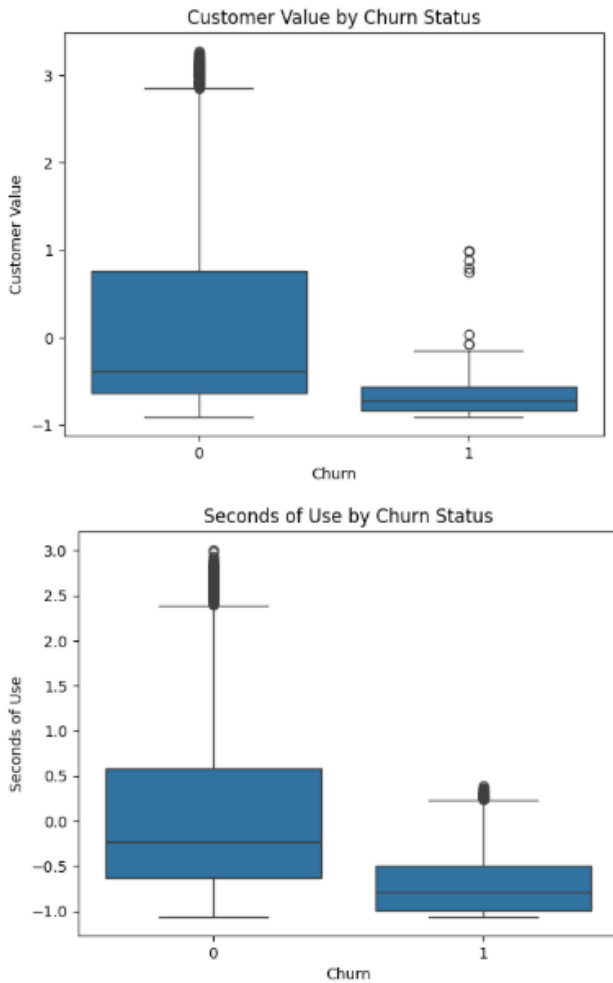 Customer Value by Churn Status
3
2
1
0
−1
Customer Value
0 1
Churn
Seconds of Use by Churn Status
3.0
2.5
2.0
1.5
1.0
0.5
0.0
−0.5
−1.0
Seconds of Use
0 1
Churn